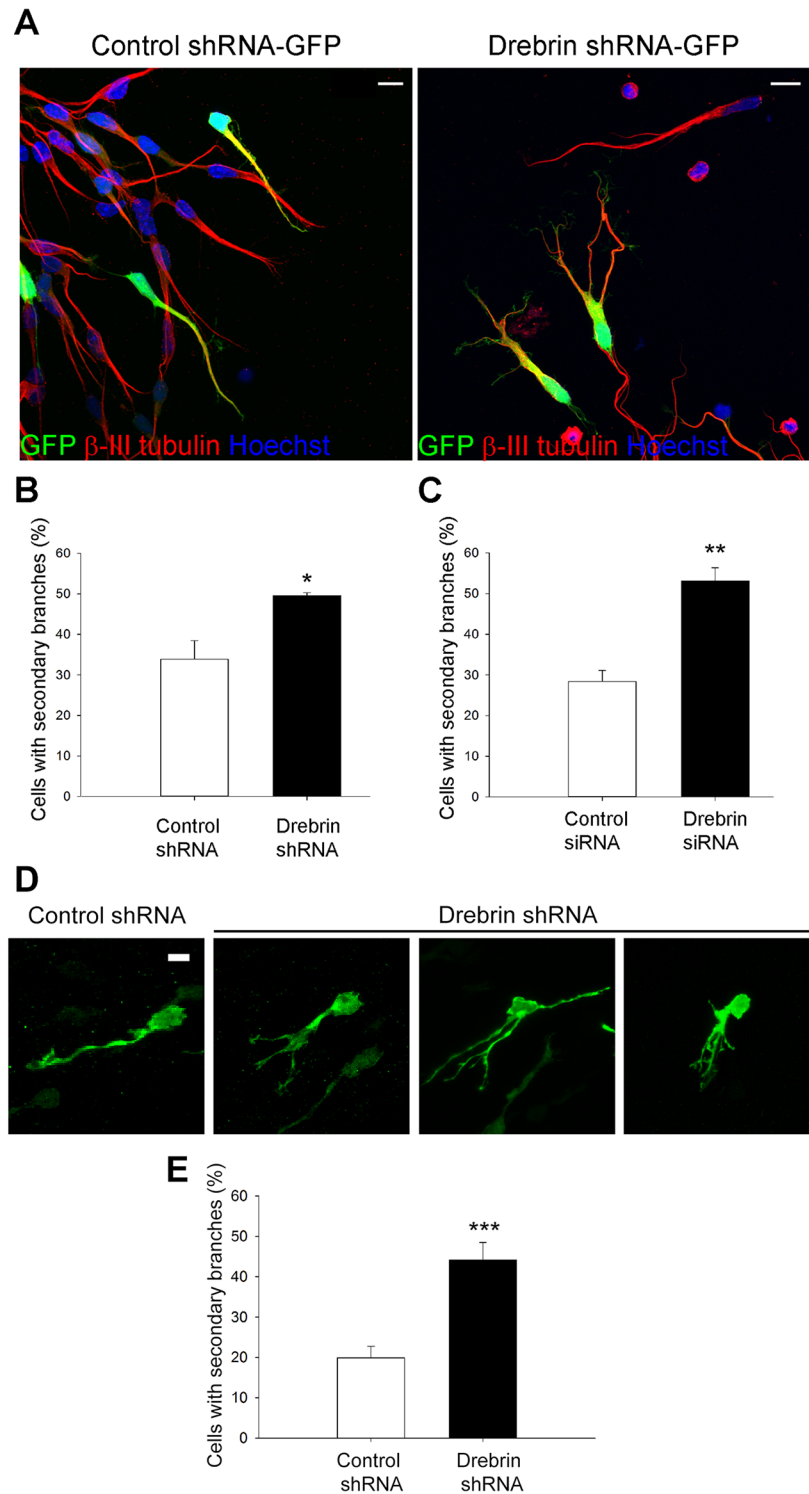 A
Control shRNA-GFP
Drebrin shRNA-GFP
GFP β-III tubulin Hoechst
GFP β-III tubulin Hoechst
B
Cells with secondary branches (%)
60
50
40
30
20
10
0
*
Control
shRNA
Drebrin
shRNA
C
Cells with secondary branches (%)
60
50
40
30
20
10
0
**
Control
siRNA
Drebrin
siRNA
D
Control shRNA
Drebrin shRNA
E
Cells with secondary branches (%)
60
50
40
30
20
10
0
***
Control
shRNA
Drebrin
shRNA